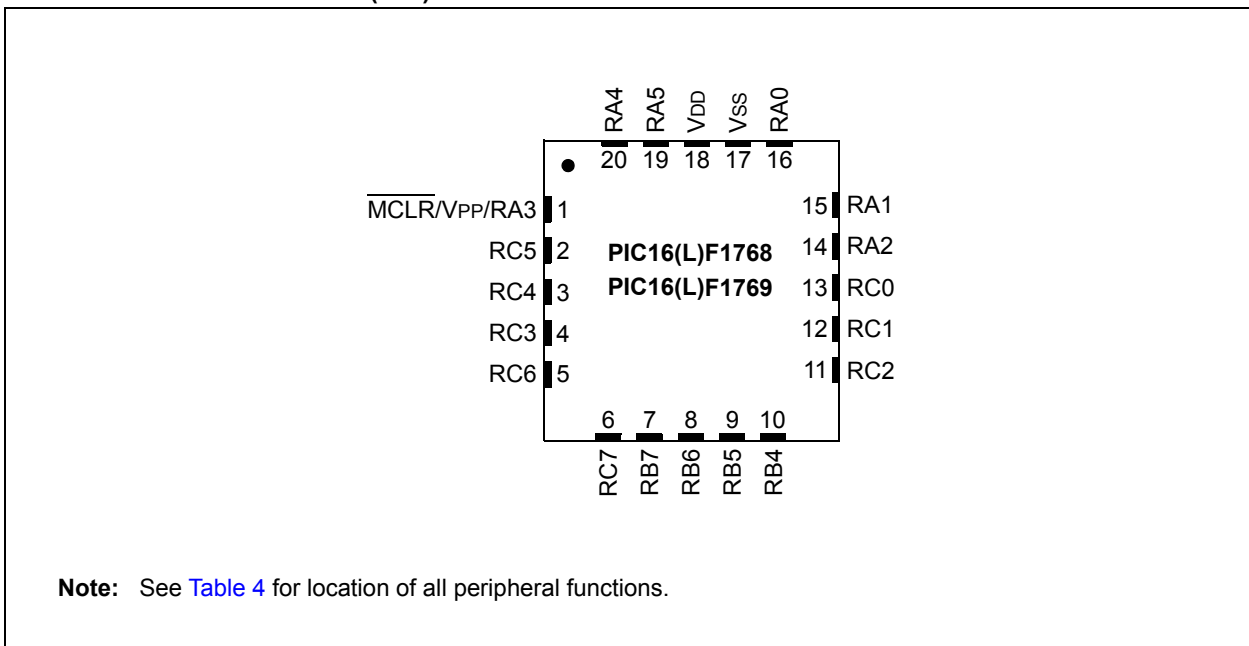 RA4 RA5 VDD VSS RA0
20 19 18 17 16
MCLR/VPP/RA3 1 15 RA1
RC5 2 PIC16(L)F1768 14 RA2
RC4 3 PIC16(L)F1769 13 RC0
RC3 4 12 RC1
RC6 5 11 RC2
6 7 8 9 10
RC7 RB7 RB6 RB5 RB4
Note: See Table 4 for location of all peripheral functions.